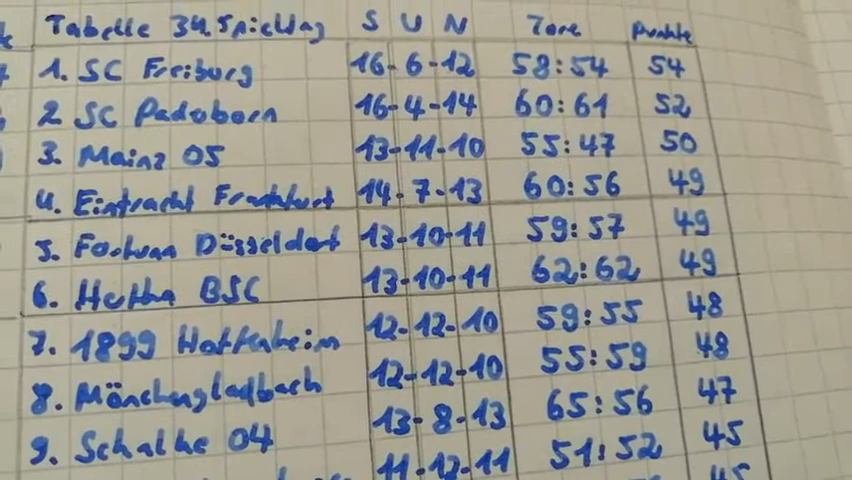 Tabelle 34. Spieltag S U N Tore Punkte
1. SC Freiburg 16-6-12 58:54 54
2 SC Padaborn 16-4-14 60:61 52
3. Mainz 05 13-11-10 55:47 50
4. Eintracht Frankfurt 14-7-13 60:56 49
5. Fortuna Düsseldorf 13-10-11 59:57 49
6. Hertha BSC 13-10-11 62:62 49
7. 1899 Hoffenheim 12-12-10 59:55 48
8. Mönchengladbach 12-12-10 55:59 48
9. Schalke 04 13-8-13 65:56 47
11-12-11 51:52 45
45